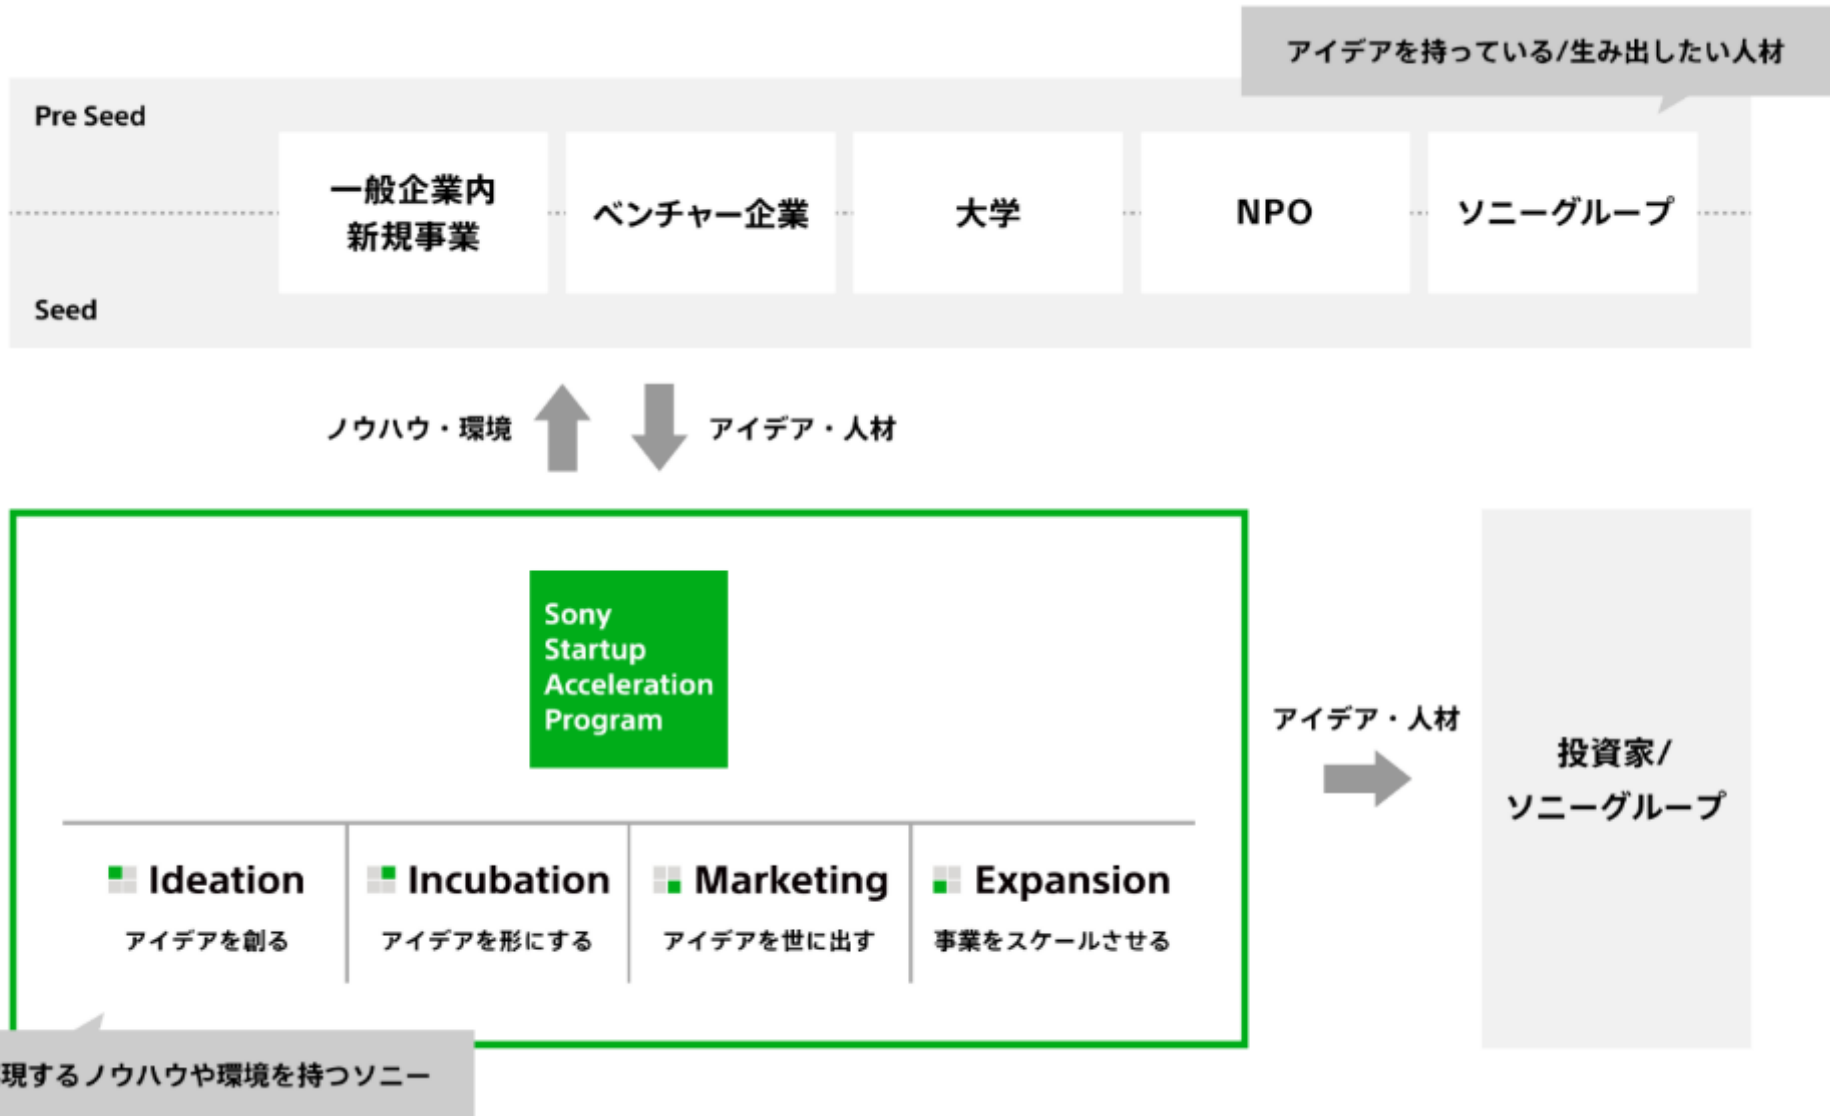 アイデアを持っている/生み出したい人材
Pre Seed
一般企業内
新規事業
ベンチャー企業
大学
NPO
ソニーグループ
Seed
ノウハウ・環境
アイデア・人材
Sony
Startup
Acceleration
Program
アイデア・人材
投資家/
ソニーグループ
Ideation
アイデアを創る
Incubation
アイデアを形にする
Marketing
アイデアを世に出す
Expansion
事業をスケールさせる
現するノウハウや環境を持つソニー